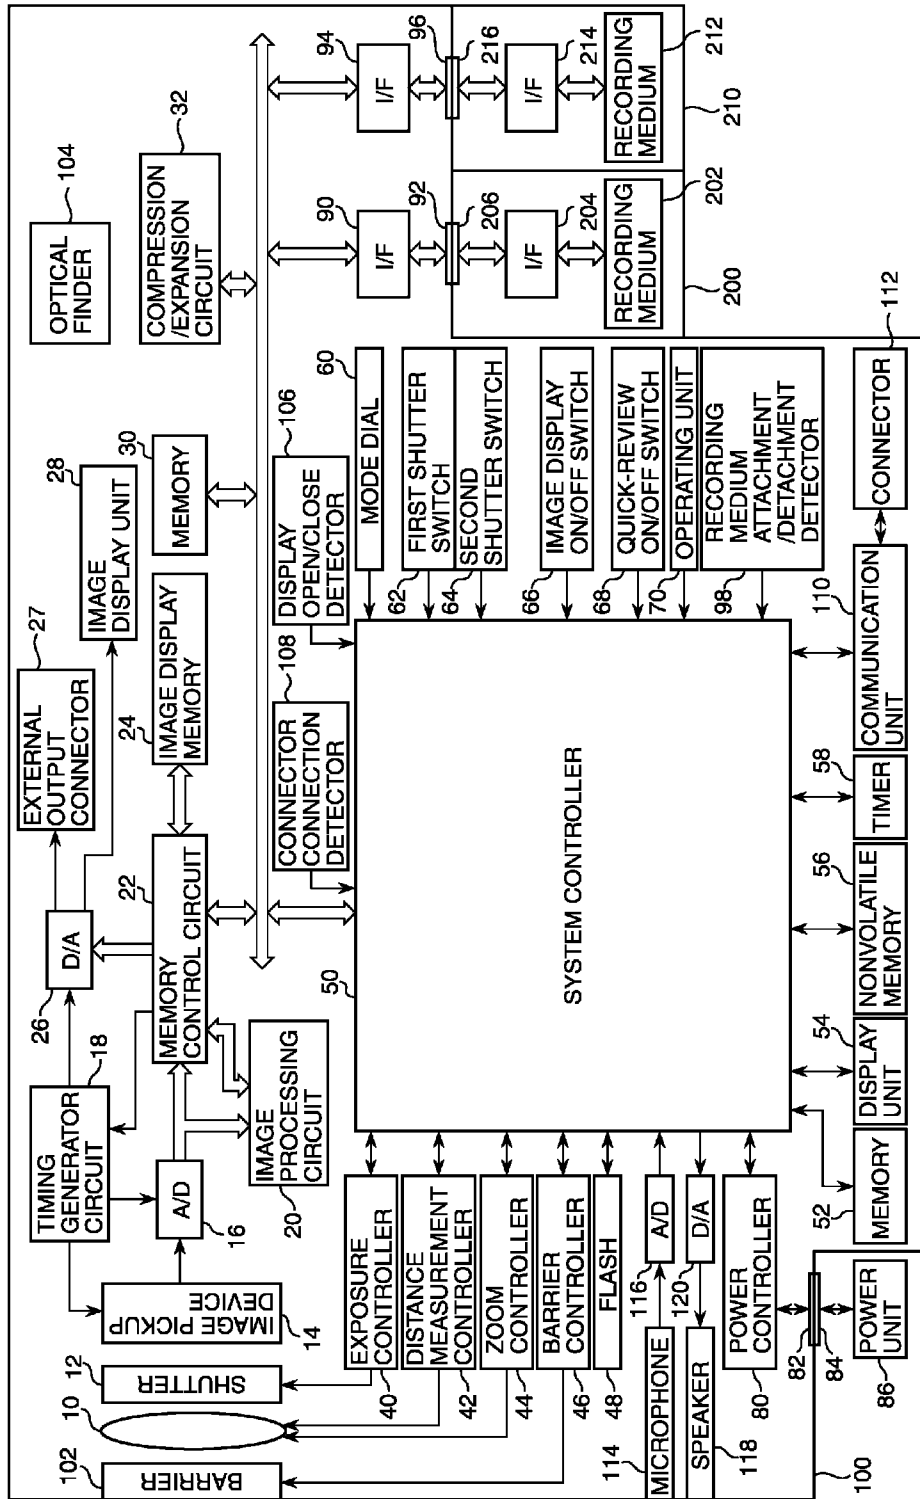 102
BARRIER
10
12
SHUTTER
14
IMAGE PICKUP
DEVICE
TIMING
GENERATOR
CIRCUIT
18
A/D
16
26
D/A
27
EXTERNAL
OUTPUT
CONNECTOR
28
IMAGE DISPLAY UNIT
22
MEMORY
CONTROL CIRCUIT
24
IMAGE DISPLAY
MEMORY
30
MEMORY
OPTICAL
FINDER
104
COMPRESSION
/EXPANSION
CIRCUIT
32
20
IMAGE
PROCESSING
CIRCUIT
50
SYSTEM CONTROLLER
CONNECTOR
CONNECTION
DETECTOR
108
DISPLAY
OPEN/CLOSE
DETECTOR
106
90
I/F
94
I/F
92
206
96
216
I/F
204
I/F
214
RECORDING
MEDIUM
202
RECORDING
MEDIUM
212
200
210
EXPOSURE
CONTROLLER
40
DISTANCE
MEASUREMENT
CONTROLLER
42
ZOOM
CONTROLLER
44
BARRIER
CONTROLLER
46
FLASH
48
114
MICROPHONE
116
A/D
120
D/A
SPEAKER
118
POWER
CONTROLLER
80
82
84
POWER
UNIT
86
100
MODE DIAL
60
62
FIRST SHUTTER
SWITCH
64
SECOND
SHUTTER SWITCH
66
IMAGE DISPLAY
ON/OFF SWITCH
68
QUICK-REVIEW
ON/OFF SWITCH
70
OPERATING UNIT
98
RECORDING
MEDIUM
ATTACHMENT
/DETACHMENT
DETECTOR
52
MEMORY
54
DISPLAY
UNIT
56
NONVOLATILE
MEMORY
58
TIMER
110
COMMUNICATION
UNIT
CONNECTOR
112